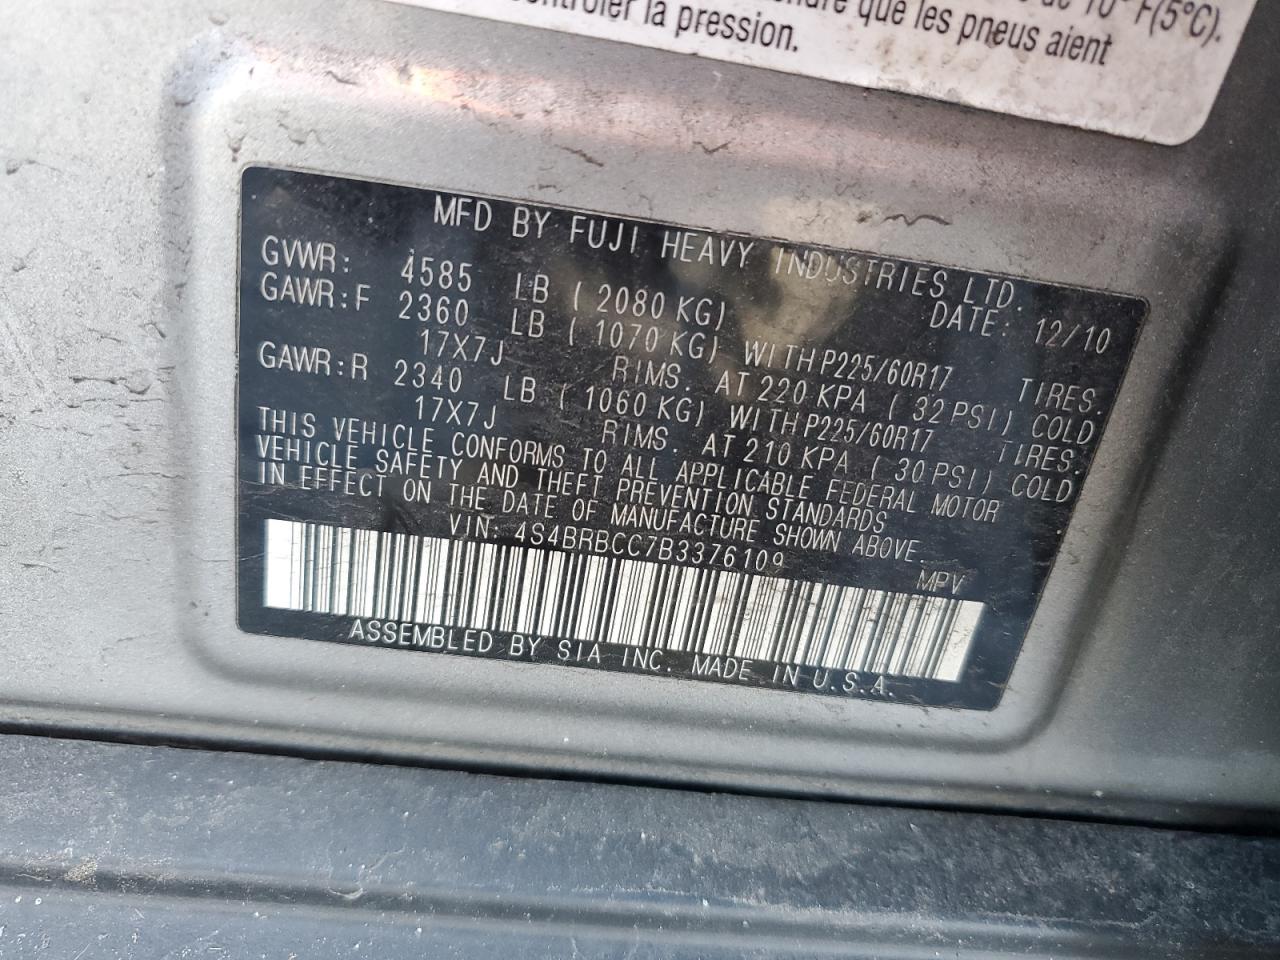 10° F(5°C).
que les pneus aient
la pression.
MFD BY FUJI HEAVY INDUSTRIES LTD.
GVWR: 4585 LB ( 2080 KG) DATE: 12/10
GAWR:F 2360 LB ( 1070 KG) WITH P225/60R17 TIRES.
17X7J RIMS. AT 220 KPA ( 32 PSI) COLD
GAWR:R 2340 LB ( 1060 KG) WITH P225/60R17 TIRES.
17X7J RIMS. AT 210 KPA ( 30 PSI) COLD
THIS VEHICLE CONFORMS TO ALL APPLICABLE FEDERAL MOTOR
VEHICLE SAFETY AND THEFT PREVENTION STANDARDS
IN EFFECT ON THE DATE OF MANUFACTURE SHOWN ABOVE.
VIN: 4S4BRBCC7B3376109 MPV
ASSEMBLED BY SIA INC. MADE IN U.S.A.